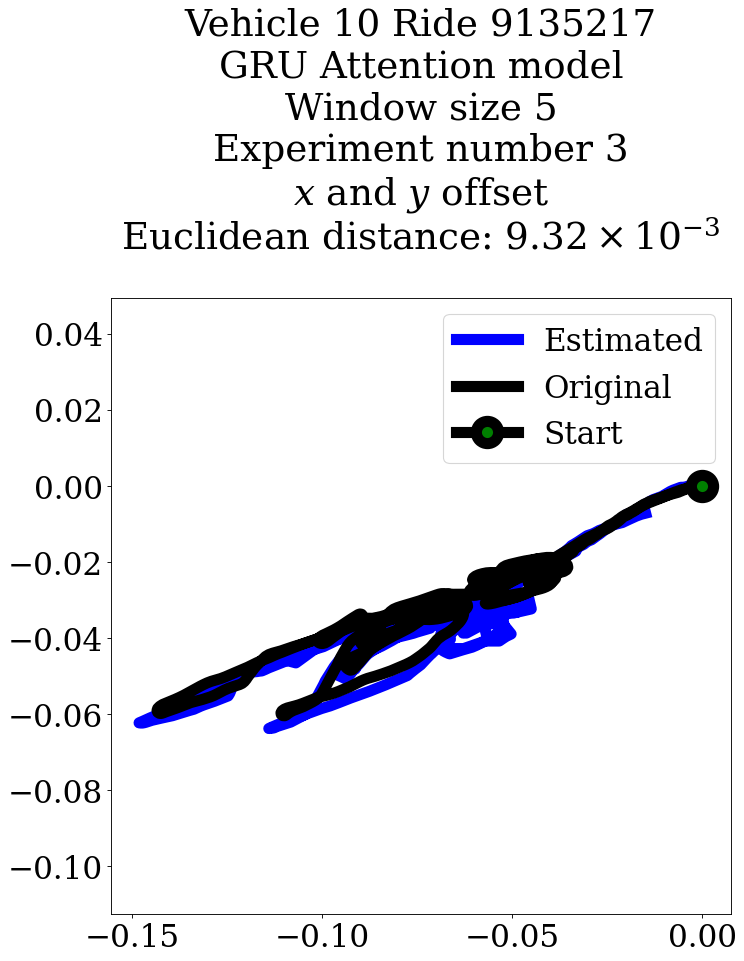 Vehicle 10 Ride 9135217
GRU Attention model
Window size 5
Experiment number 3
x and y offset
Euclidean distance: 9.32 × 10⁻³
Estimated
Original
Start
0.04
0.02
0.00
−0.02
−0.04
−0.06
−0.08
−0.10
−0.15 −0.10 −0.05 0.00